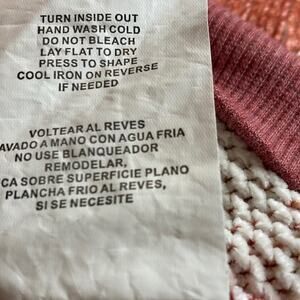 TURN INSIDE OUT
HAND WASH COLD
DO NOT BLEACH
LAY FLAT TO DRY
PRESS TO SHAPE
COOL IRON ON REVERSE
IF NEEDED
VOLTEAR AL REVES
AVADO A MANO CON AGUA FRIA
NO USE BLANQUEADOR
REMODELAR,
CA SOBRE SUPERFICIE PLANO
PLANCHA FRIO AL REVES,
SI SE NECESITE